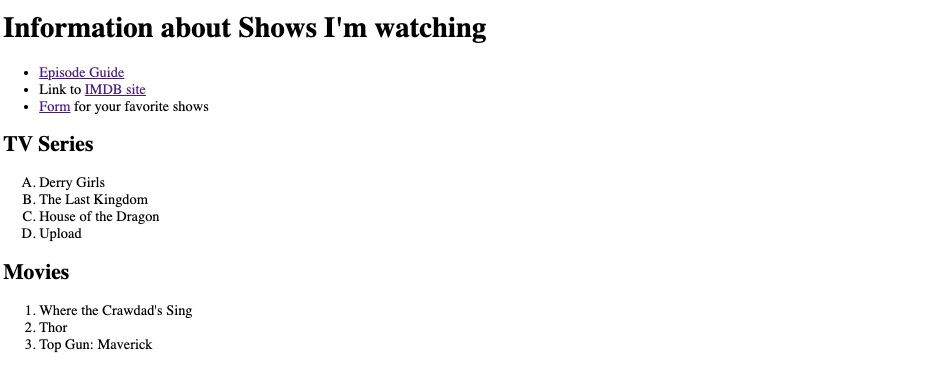 Information about Shows I'm watching
• Episode Guide
• Link to IMDB site
• Form for your favorite shows
TV Series
A. Derry Girls
B. The Last Kingdom
C. House of the Dragon
D. Upload
Movies
1. Where the Crawdad's Sing
2. Thor
3. Top Gun: Maverick